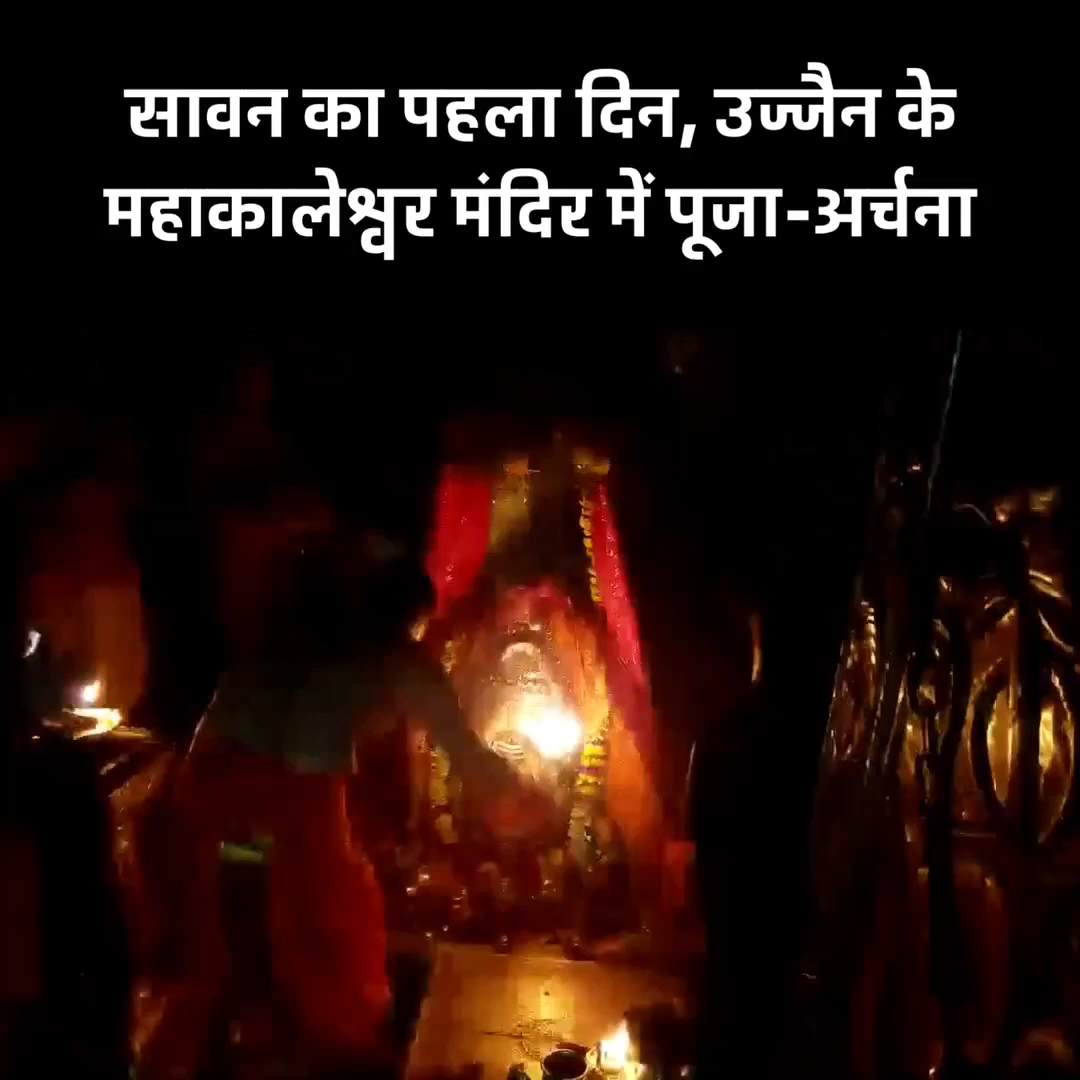 सावन का पहला दिन, उज्जैन के
महाकालेश्वर मंदिर में पूजा-अर्चना